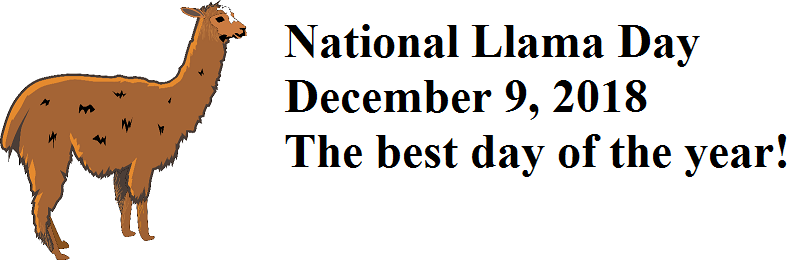 National Llama Day
December 9, 2018
The best day of the year!